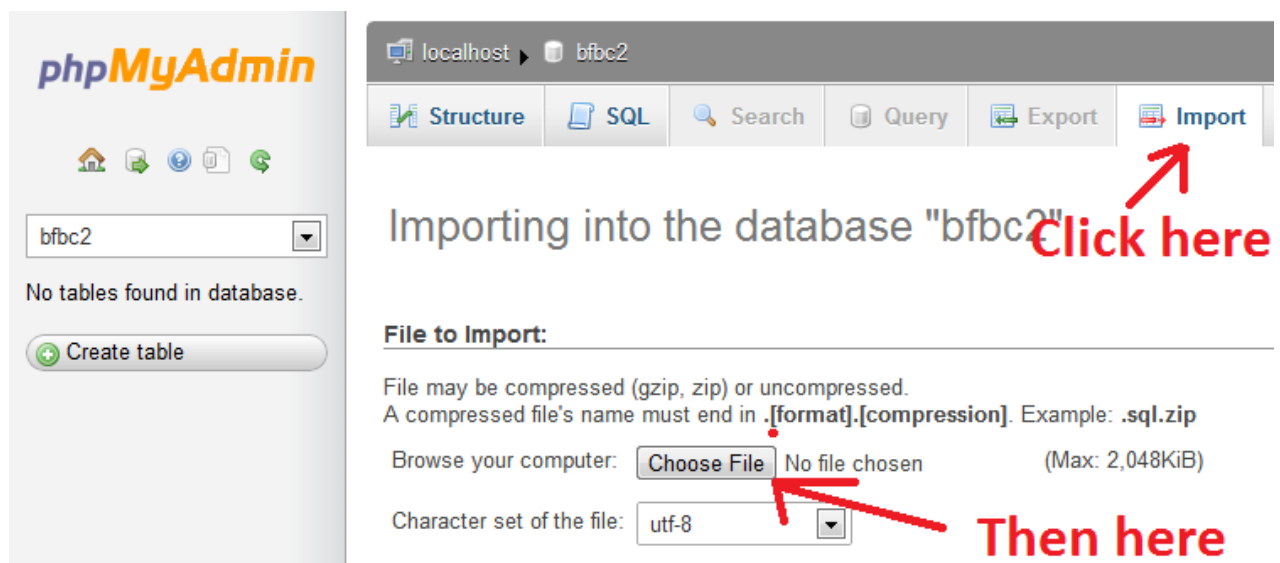 phpMyAdmin
localhost bfbc2
Structure SQL Search Query Export Import
bfbc2
No tables found in database.
Create table
Importing into the database "bfbc2"
Click here
File to Import:
File may be compressed (gzip, zip) or uncompressed.
A compressed file's name must end in .[format].[compression]. Example: .sql.zip
Browse your computer: Choose File No file chosen (Max: 2,048KiB)
Character set of the file: utf-8
Then here